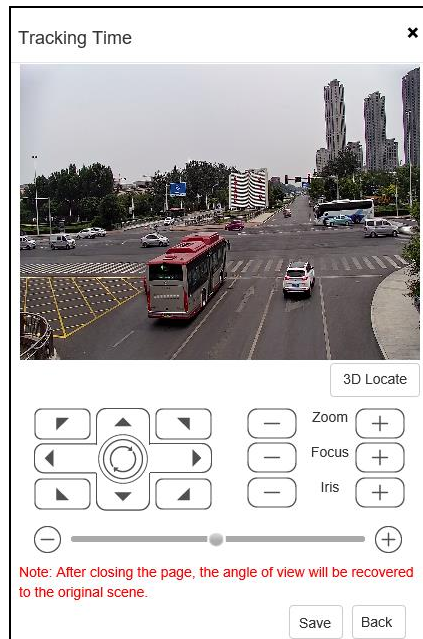 Tracking Time
3D Locate
Zoom
Focus
Iris
Note: After closing the page, the angle of view will be recovered
to the original scene.
Save
Back